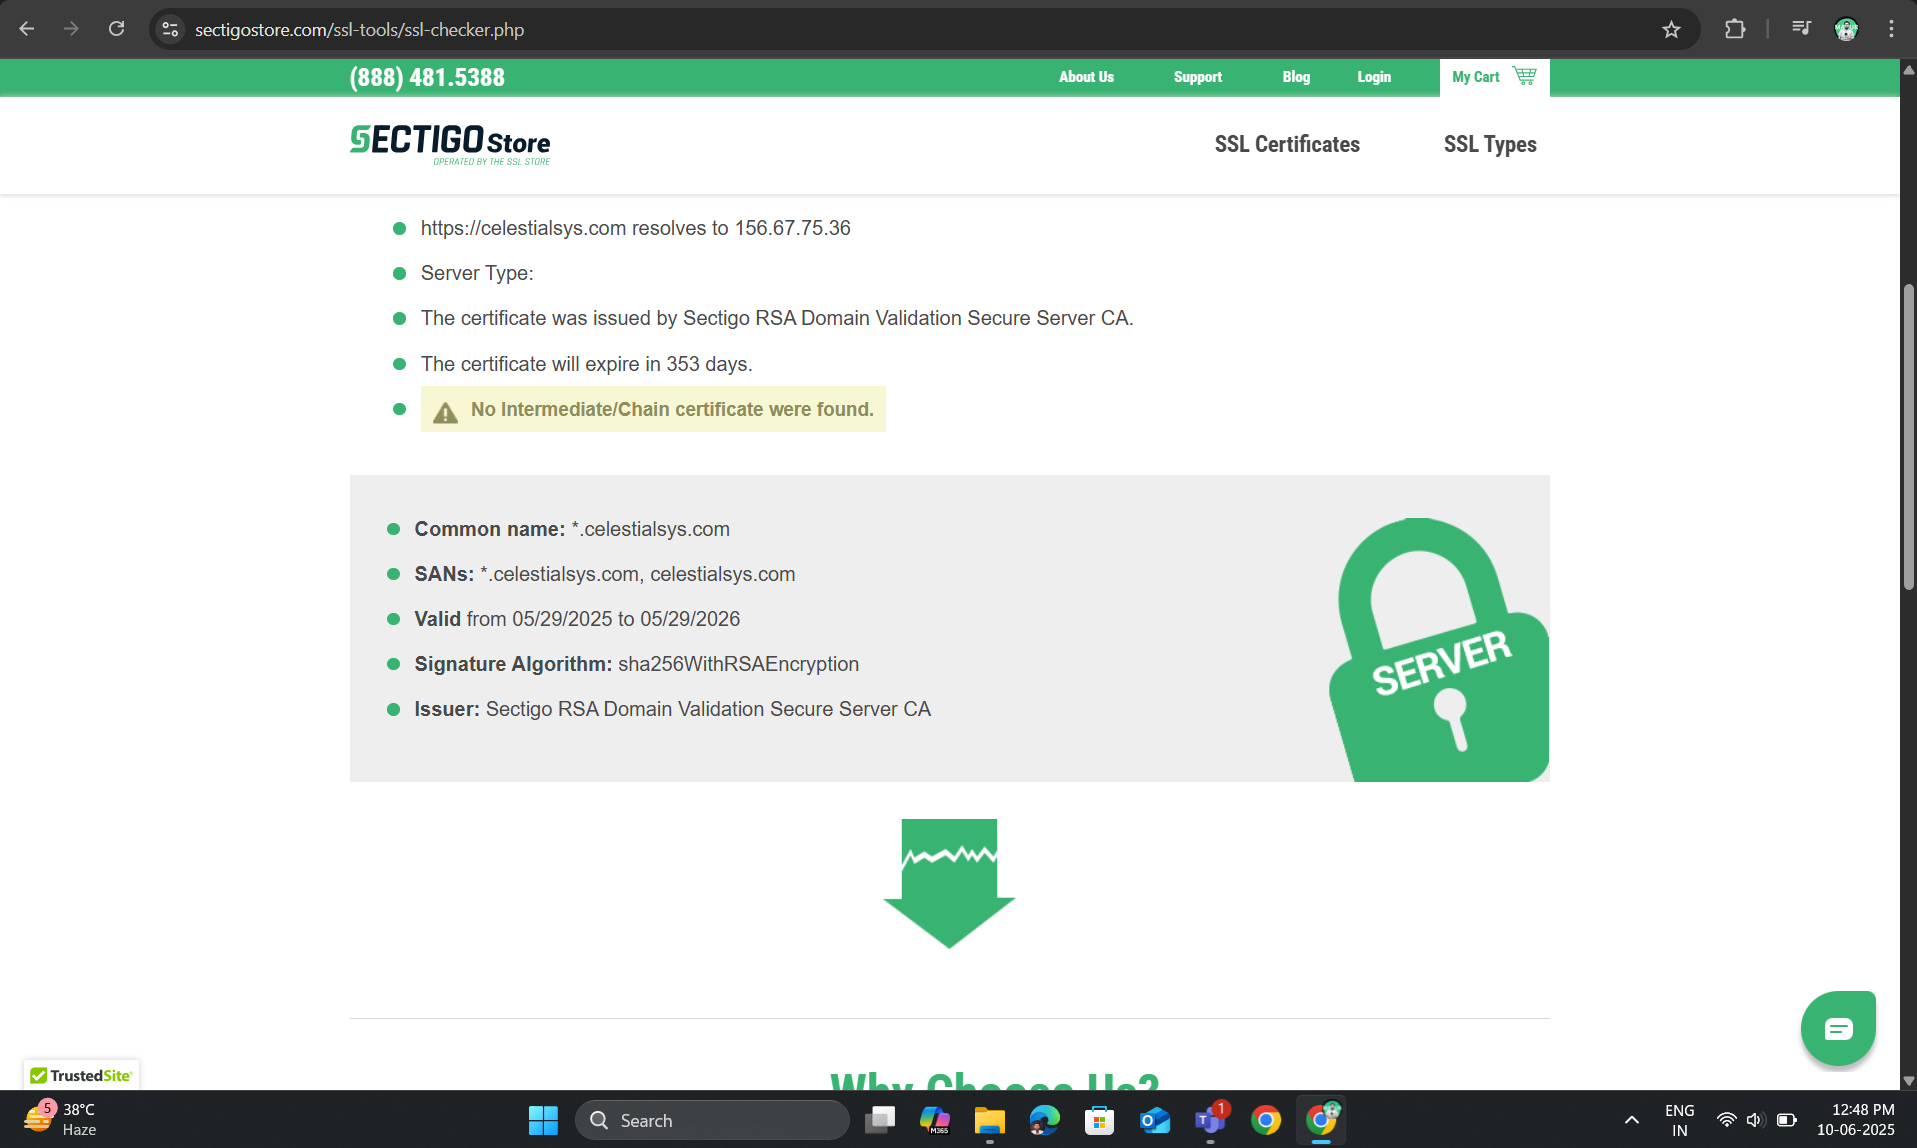 sectigostore.com/ssl-tools/ssl-checker.php
(888) 481.5388
About Us
Support
Blog
Login
My Cart
SECTIGO Store
OPERATED BY THE SSL STORE
SSL Certificates
SSL Types
https://celestialsys.com resolves to 156.67.75.36
Server Type:
The certificate was issued by Sectigo RSA Domain Validation Secure Server CA.
The certificate will expire in 353 days.
No Intermediate/Chain certificate were found.
Common name: *.celestialsys.com
SANs: *.celestialsys.com, celestialsys.com
Valid from 05/29/2025 to 05/29/2026
Signature Algorithm: sha256WithRSAEncryption
Issuer: Sectigo RSA Domain Validation Secure Server CA
SERVER
Why Choose Us?
TrustedSite
5
38°C
Haze
Search
M365
1
ENG
IN
12:48 PM
10-06-2025